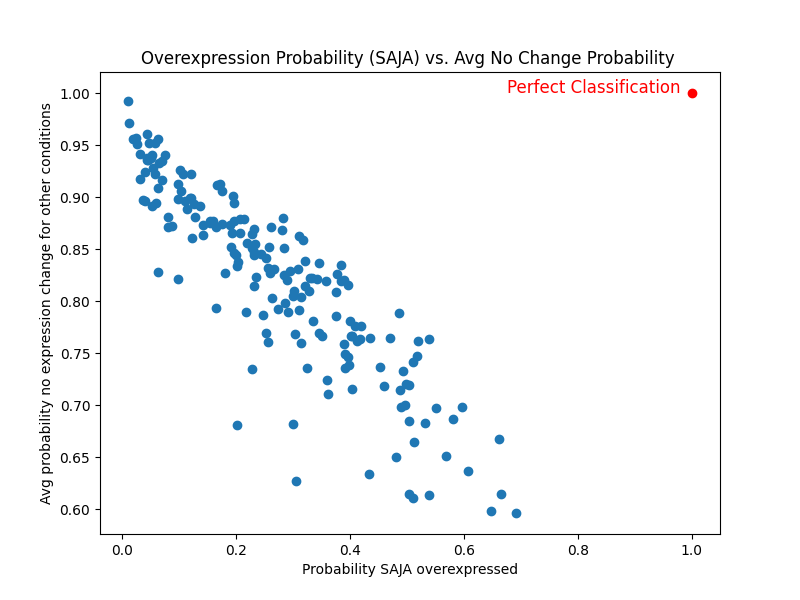 Overexpression Probability (SAJA) vs. Avg No Change Probability
Perfect Classification
Avg probability no expression change for other conditions
1.00
0.95
0.90
0.85
0.80
0.75
0.70
0.65
0.60
0.0 0.2 0.4 0.6 0.8 1.0
Probability SAJA overexpressed